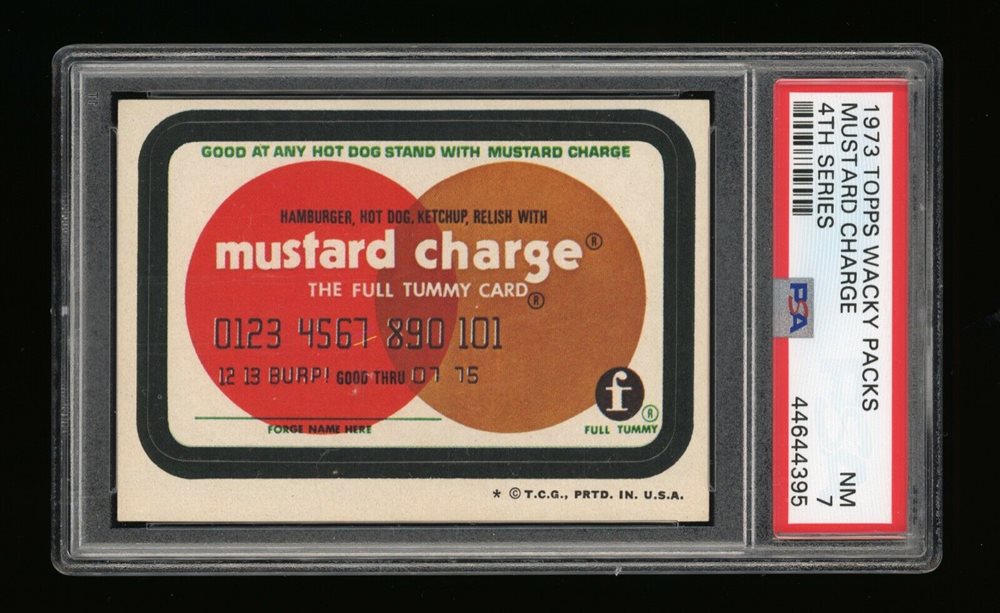 GOOD AT ANY HOT DOG STAND WITH MUSTARD CHARGE
HAMBURGER, HOT DOG, KETCHUP, RELISH WITH
mustard charge®
THE FULL TUMMY CARD®
0123 4567 890 101
12 13 BURP! GOOD THRU 07 75
FORGE NAME HERE
f®
FULL TUMMY
* © T.C.G., PRTD. IN. U.S.A.
1973 TOPPS WACKY PACKS
MUSTARD CHARGE
4TH SERIES
PSA
NM
7
44644395